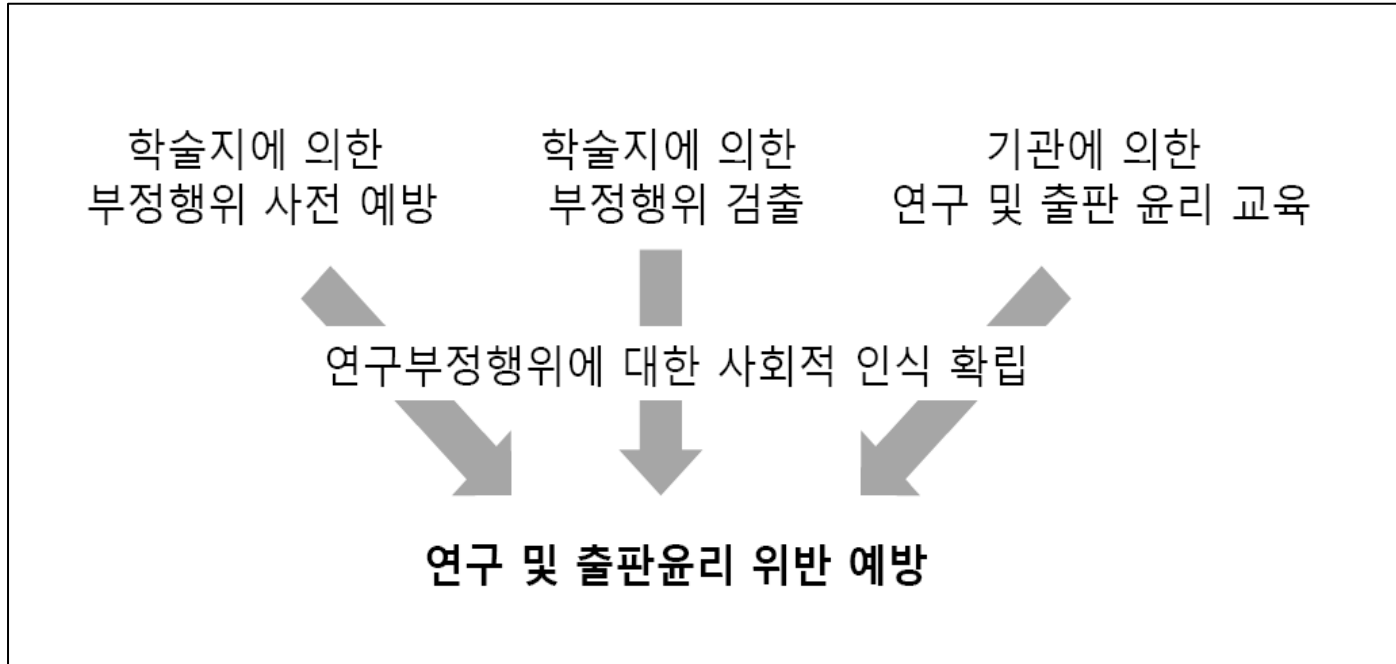 학술지에 의한
부정행위 사전 예방
학술지에 의한
부정행위 검출
기관에 의한
연구 및 출판 윤리 교육
연구부정행위에 대한 사회적 인식 확립
연구 및 출판윤리 위반 예방